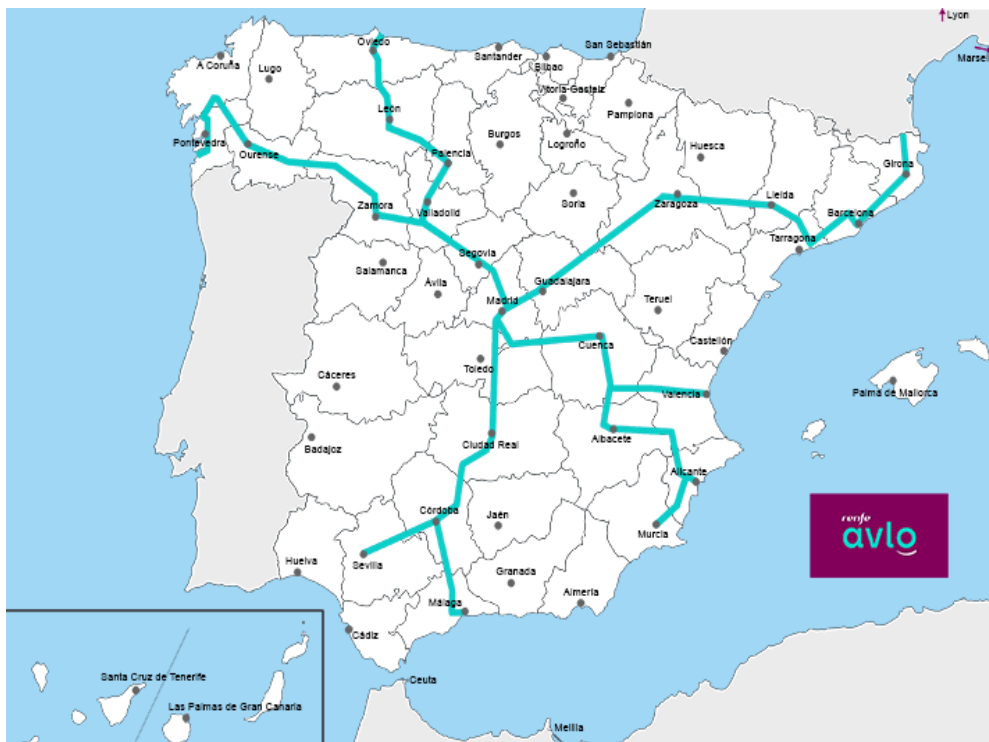 Lyon
Marsei
Oviedo
Santander
San Sebastián
Bilbao
A Coruña
Lugo
Vitoria-Gasteiz
León
Pamplona
Burgos
Logroño
Pontevedra
Ourense
Palencia
Huesca
Girona
Zamora
Valladolid
Soria
Zaragoza
Lleida
Barcelona
Tarragona
Segovia
Salamanca
Ávila
Guadalajara
Madrid
Teruel
Castellón
Cuenca
Toledo
Cáceres
Valencia
Palma de Mallorca
Badajoz
Ciudad Real
Albacete
Alicante
Córdoba
Jaén
Murcia
renfe
avlo
Huelva
Sevilla
Granada
Almería
Málaga
Cádiz
Ceuta
Santa Cruz de Tenerife
Las Palmas de Gran Canaria
Melilla